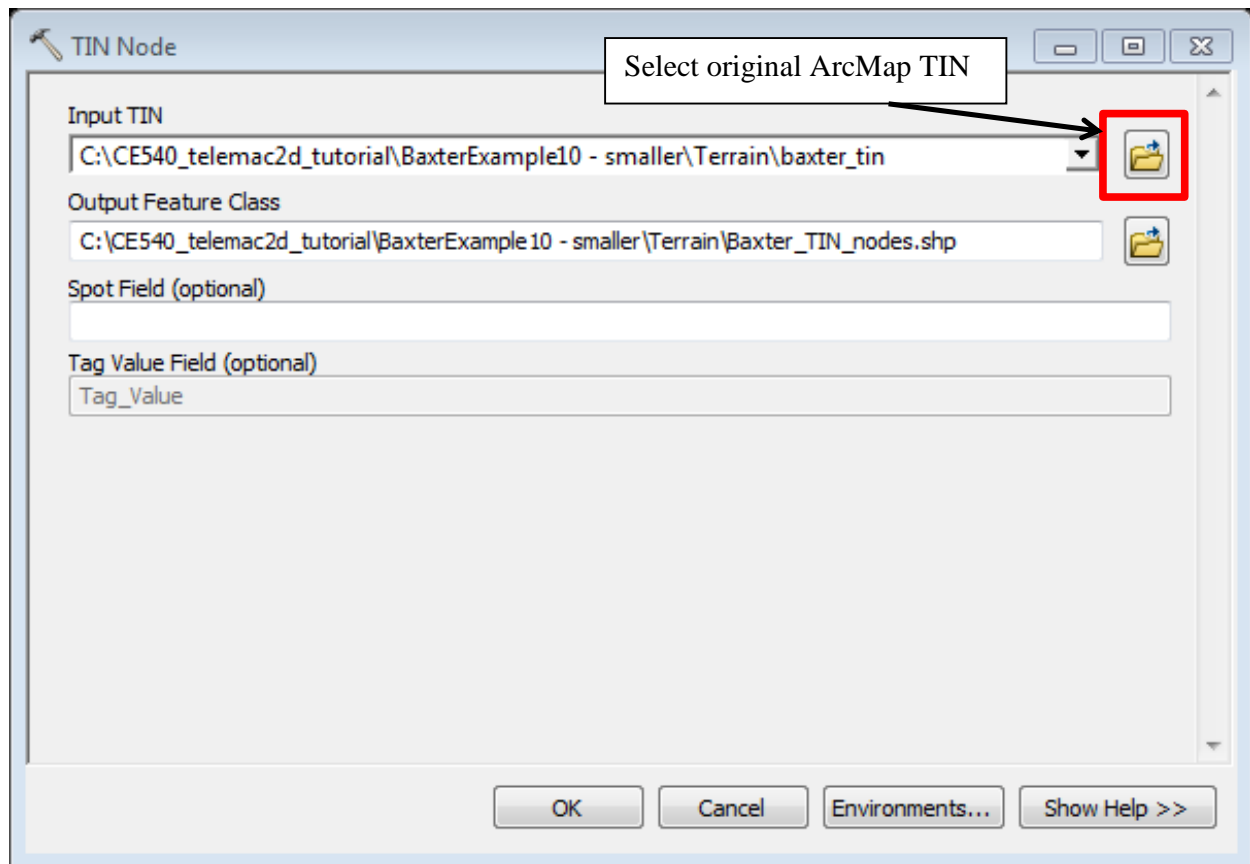 TIN Node
Select original ArcMap TIN
Input TIN
C:\CE540_telemac2d_tutorial\BaxterExample10 - smaller\Terrain\baxter_tin
Output Feature Class
C:\CE540_telemac2d_tutorial\BaxterExample10 - smaller\Terrain\Baxter_TIN_nodes.shp
Spot Field (optional)
Tag Value Field (optional)
Tag_Value
OK Cancel Environments... Show Help >>